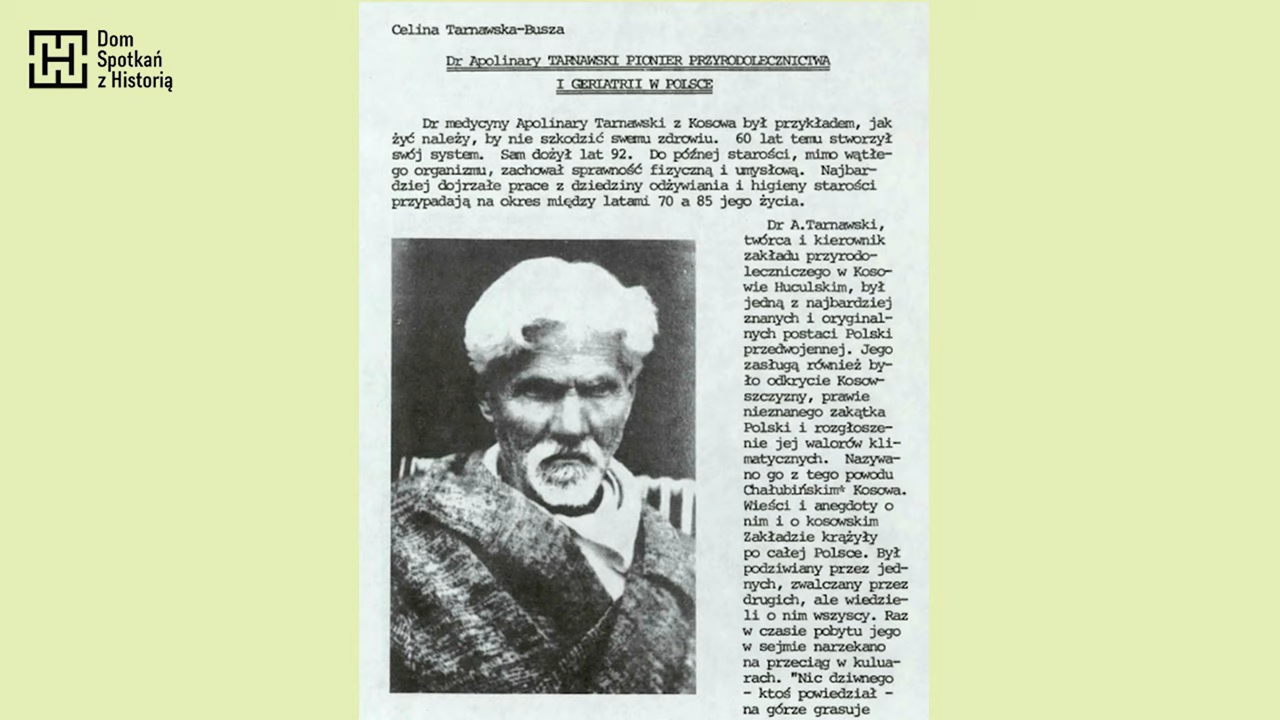 Dom
Spotkań
z Historią
Celina Tarnawska-Busza
Dr Apolinary TARNAWSKI PIONIER PRZYRODOLECZNICTWA
I GERIATRII W POLSCE
Dr medycyny Apolinary Tarnawski z Kosowa był przykładem, jak
żyć należy, by nie szkodzić swemu zdrowiu. 60 lat temu stworzył
swój system. Sam dożył lat 92. Do późnej starości, mimo wątłe-
go organizmu, zachował sprawność fizyczną i umysłową. Najbar-
dziej dojrzałe prace z dziedziny odżywiania i higieny starości
przypadają na okres między latami 70 a 85 jego życia.
Dr A.Tarnawski,
twórca i kierownik
zakładu przyrodo-
leczniczego w Koso-
wie Huculskim, był
jedną z najbardziej
znanych i oryginal-
nych postaci Polski
przedwojennej. Jego
zasługą również by-
ło odkrycie Kosow-
szczyzny, prawie
nieznanego zakątka
Polski i rozgłosze-
nie jej walorów kli-
matycznych. Nazywa-
no go z tego powodu
Chałubińskim* Kosowa.
Wieści i anegdoty o
nim i o kosowskim
Zakładzie krążyły
po całej Polsce. Był
podziwiany przez jed-
nych, zwalczany przez
drugich, ale wiedzie-
li o nim wszyscy. Raz
w czasie pobytu jego
w sejmie narzekano
na przeciąg w kulua-
rach. "Nic dziwnego
- ktoś powiedział -
na górze grasuje